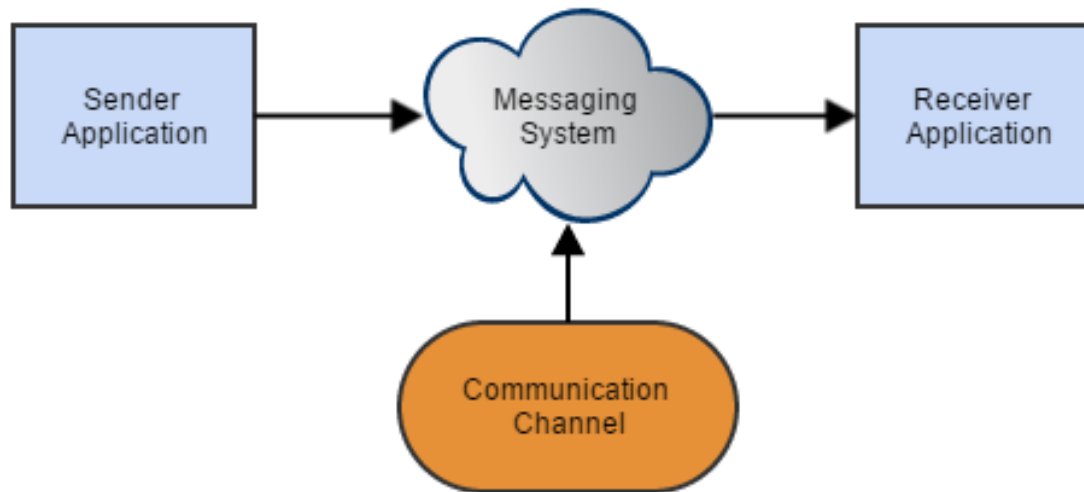 Sender
Application
Messaging
System
Receiver
Application
Communication
Channel